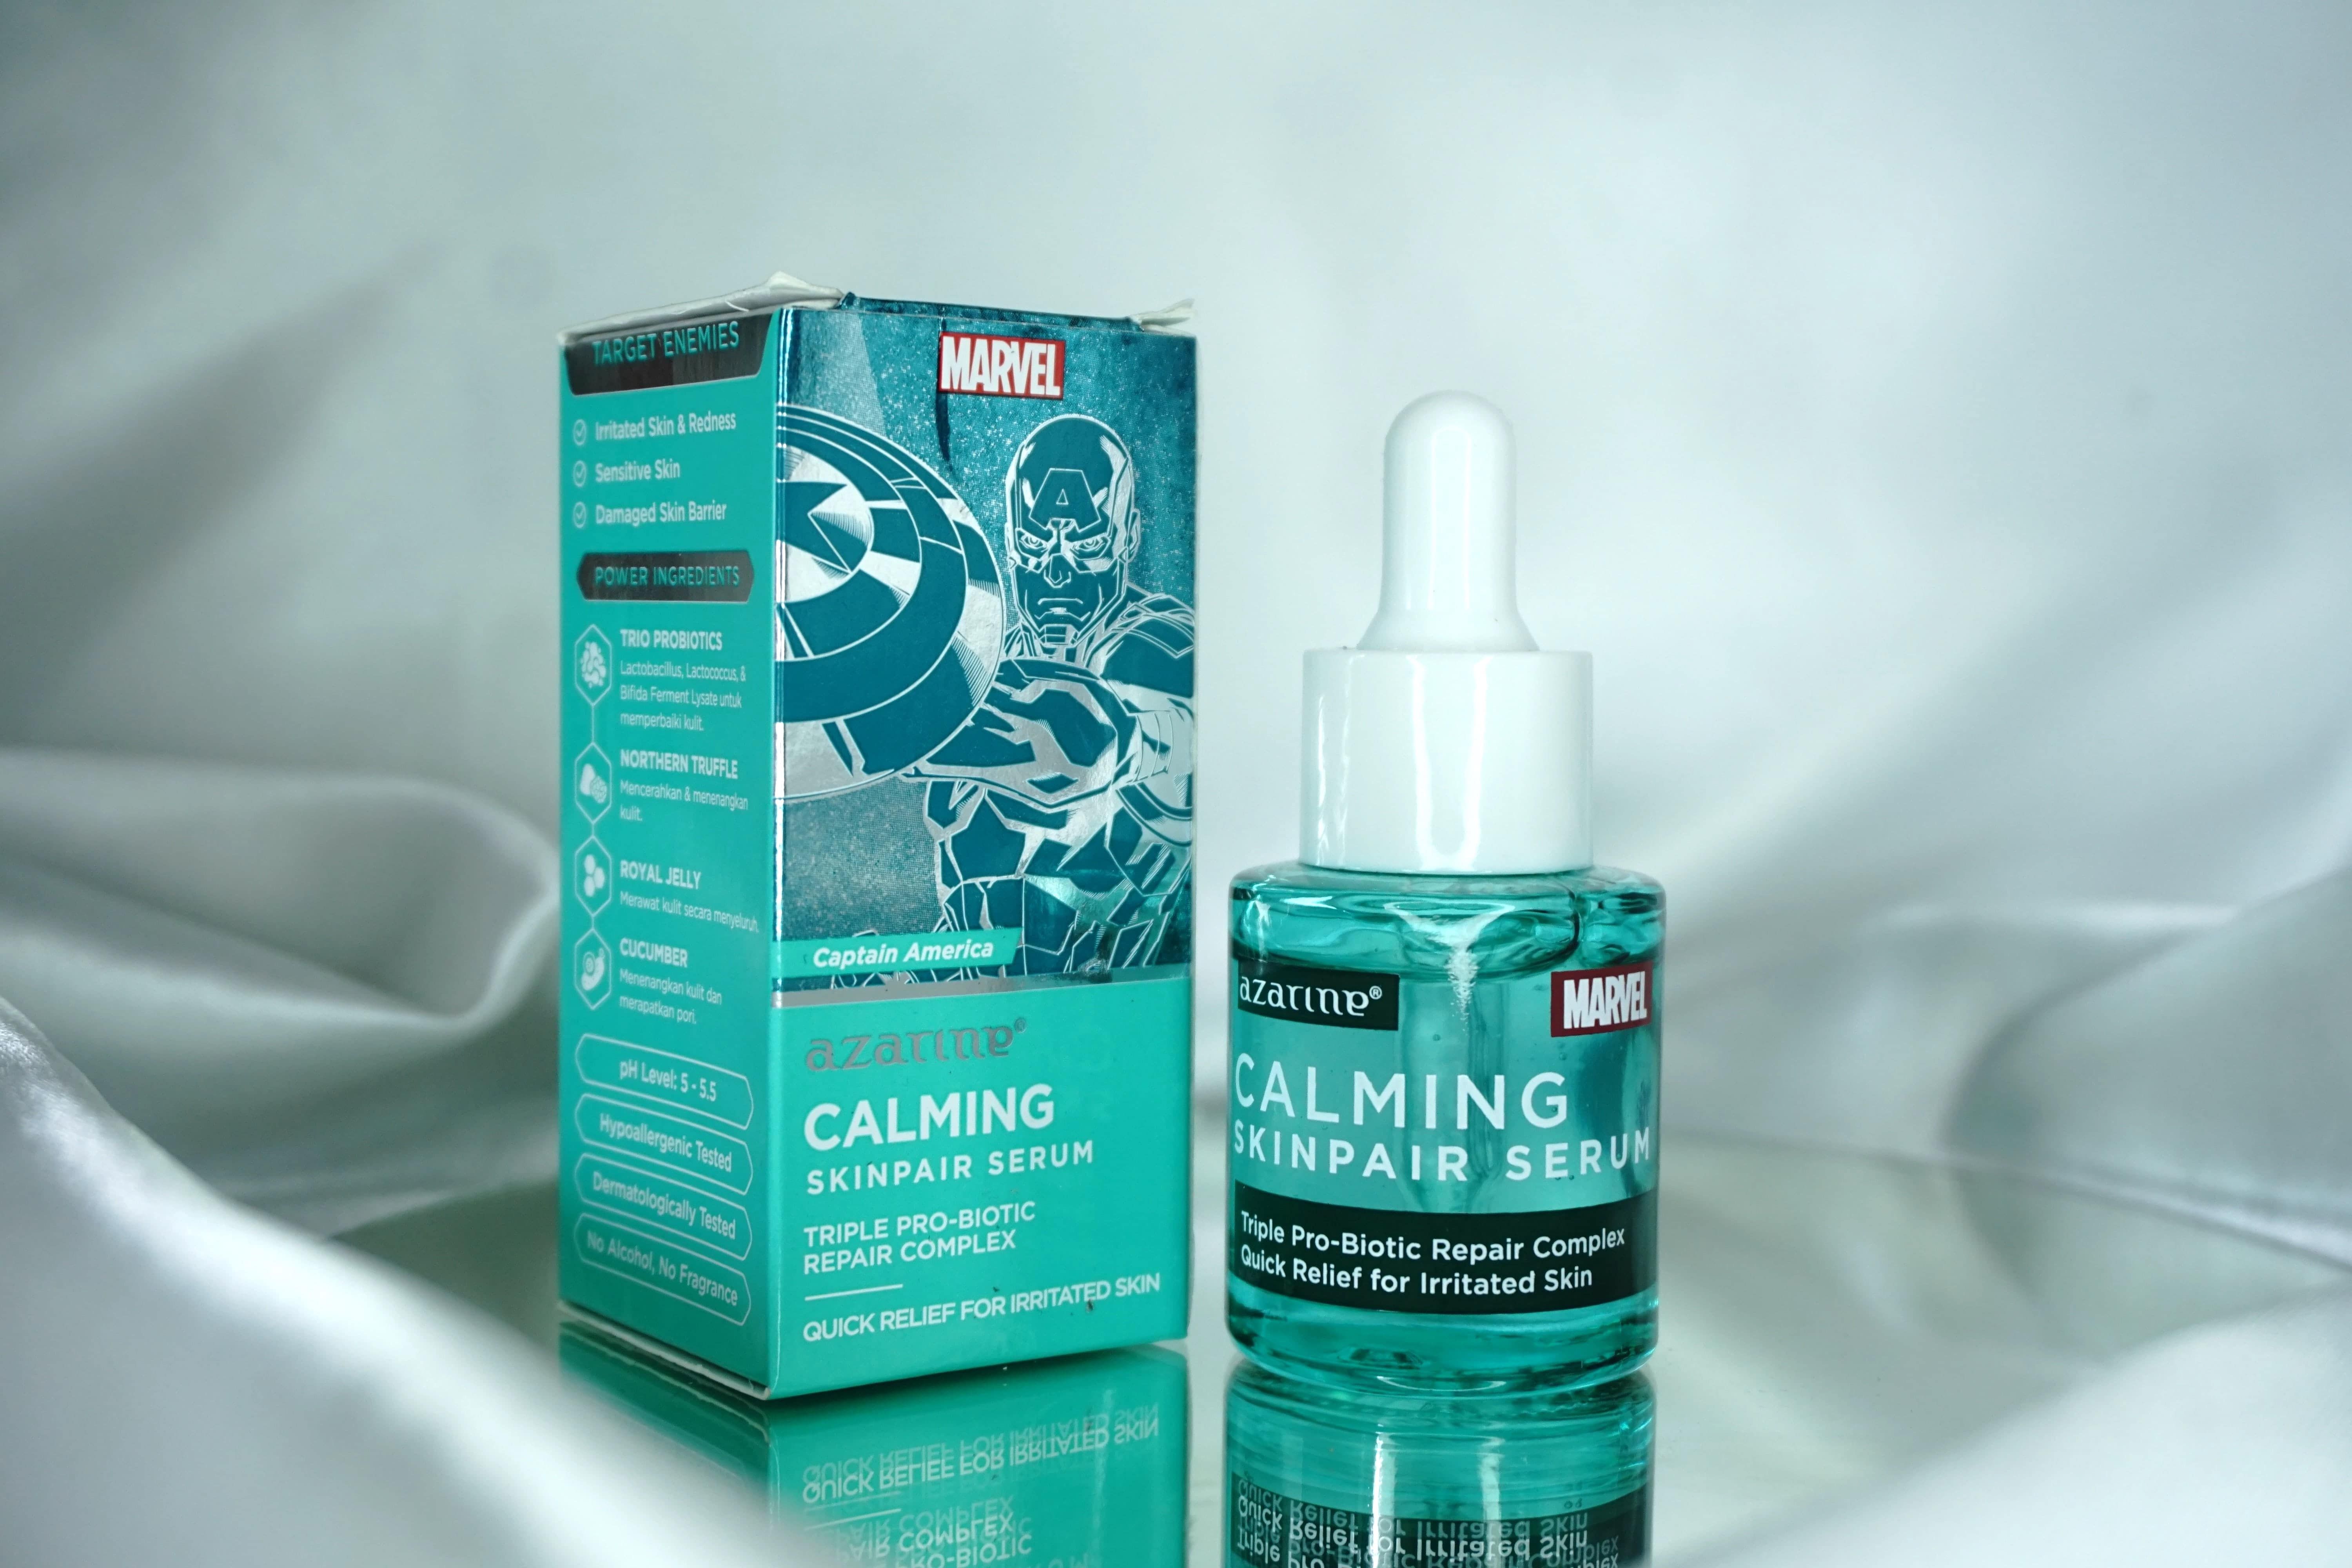 TARGET ENEMIES
Irritated Skin & Redness
Sensitive Skin
Damaged Skin Barrier
POWER INGREDIENTS
TRIO PROBIOTICS
Lactobacillus, Lactococcus, &
Bifida Ferment Lysate untuk
memperbaiki kulit.
NORTHERN TRUFFLE
Mencerahkan & menenangkan
kulit.
ROYAL JELLY
Merawat kulit secara menyeluruh.
CUCUMBER
Menenangkan kulit dan
merapatkan pori.
pH Level: 5 - 5.5
Hypoallergenic Tested
Dermatologically Tested
No Alcohol, No Fragrance
MARVEL
A
Captain America
azarine®
CALMING
SKINPAIR SERUM
TRIPLE PRO-BIOTIC
REPAIR COMPLEX
QUICK RELIEF FOR IRRITATED SKIN
azarine®
MARVEL
CALMING
SKINPAIR SERUM
Triple Pro-Biotic Repair Complex
Quick Relief for Irritated Skin